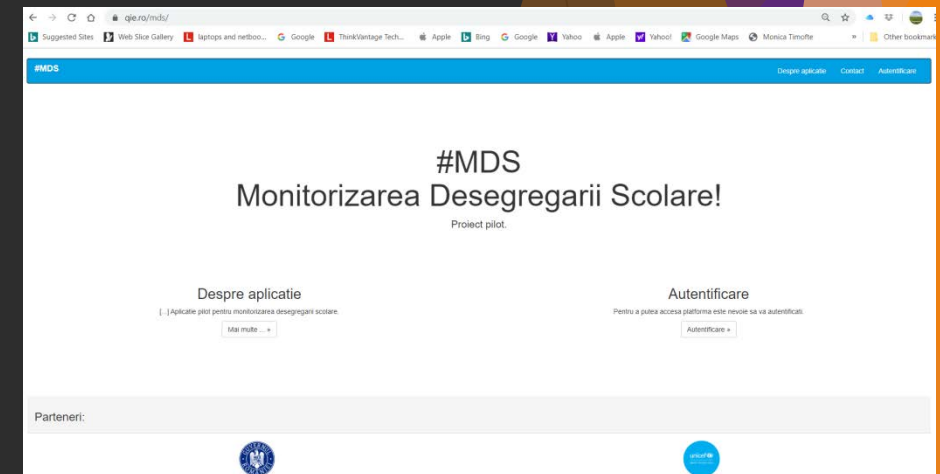 qie.ro/mds/
Suggested Sites Web Slice Gallery laptops and netboo... Google ThinkVantage Tech... Apple Bing Google Yahoo Apple Yahoo! Google Maps Monica Timofte » Other bookmark
#MDS Despre aplicatie Contact Autentificare
#MDS
Monitorizarea Desegregarii Scolare!
Proiect pilot.
Despre aplicatie
[...] Aplicatie pilot pentru monitorizarea desegregarii scolare.
Mai multe ... »
Autentificare
Pentru a putea accesa platforma este nevoie sa va autentificati.
Autentificare »
Parteneri:
GUVERNUL ROMÂNIEI
unicef